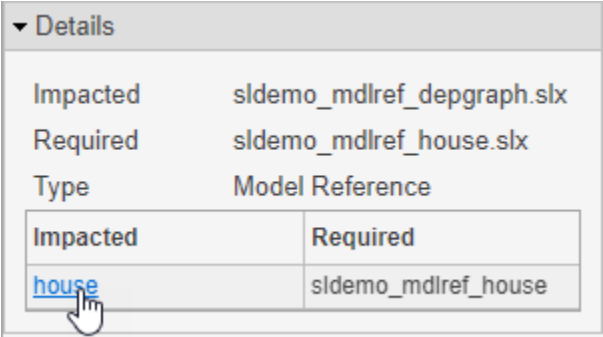 Details
Impacted sldemo_mdlref_depgraph.slx
Required sldemo_mdlref_house.slx
Type Model Reference
Impacted Required
house sldemo_mdlref_house